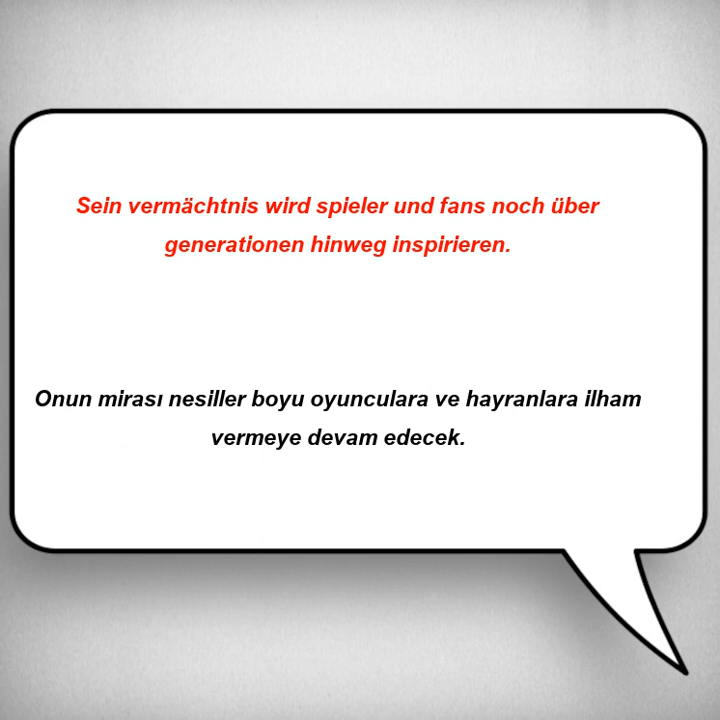 Sein vermächtnis wird spieler und fans noch über
generationen hinweg inspirieren.
Onun mirası nesiller boyu oyunculara ve hayranlara ilham
vermeye devam edecek.